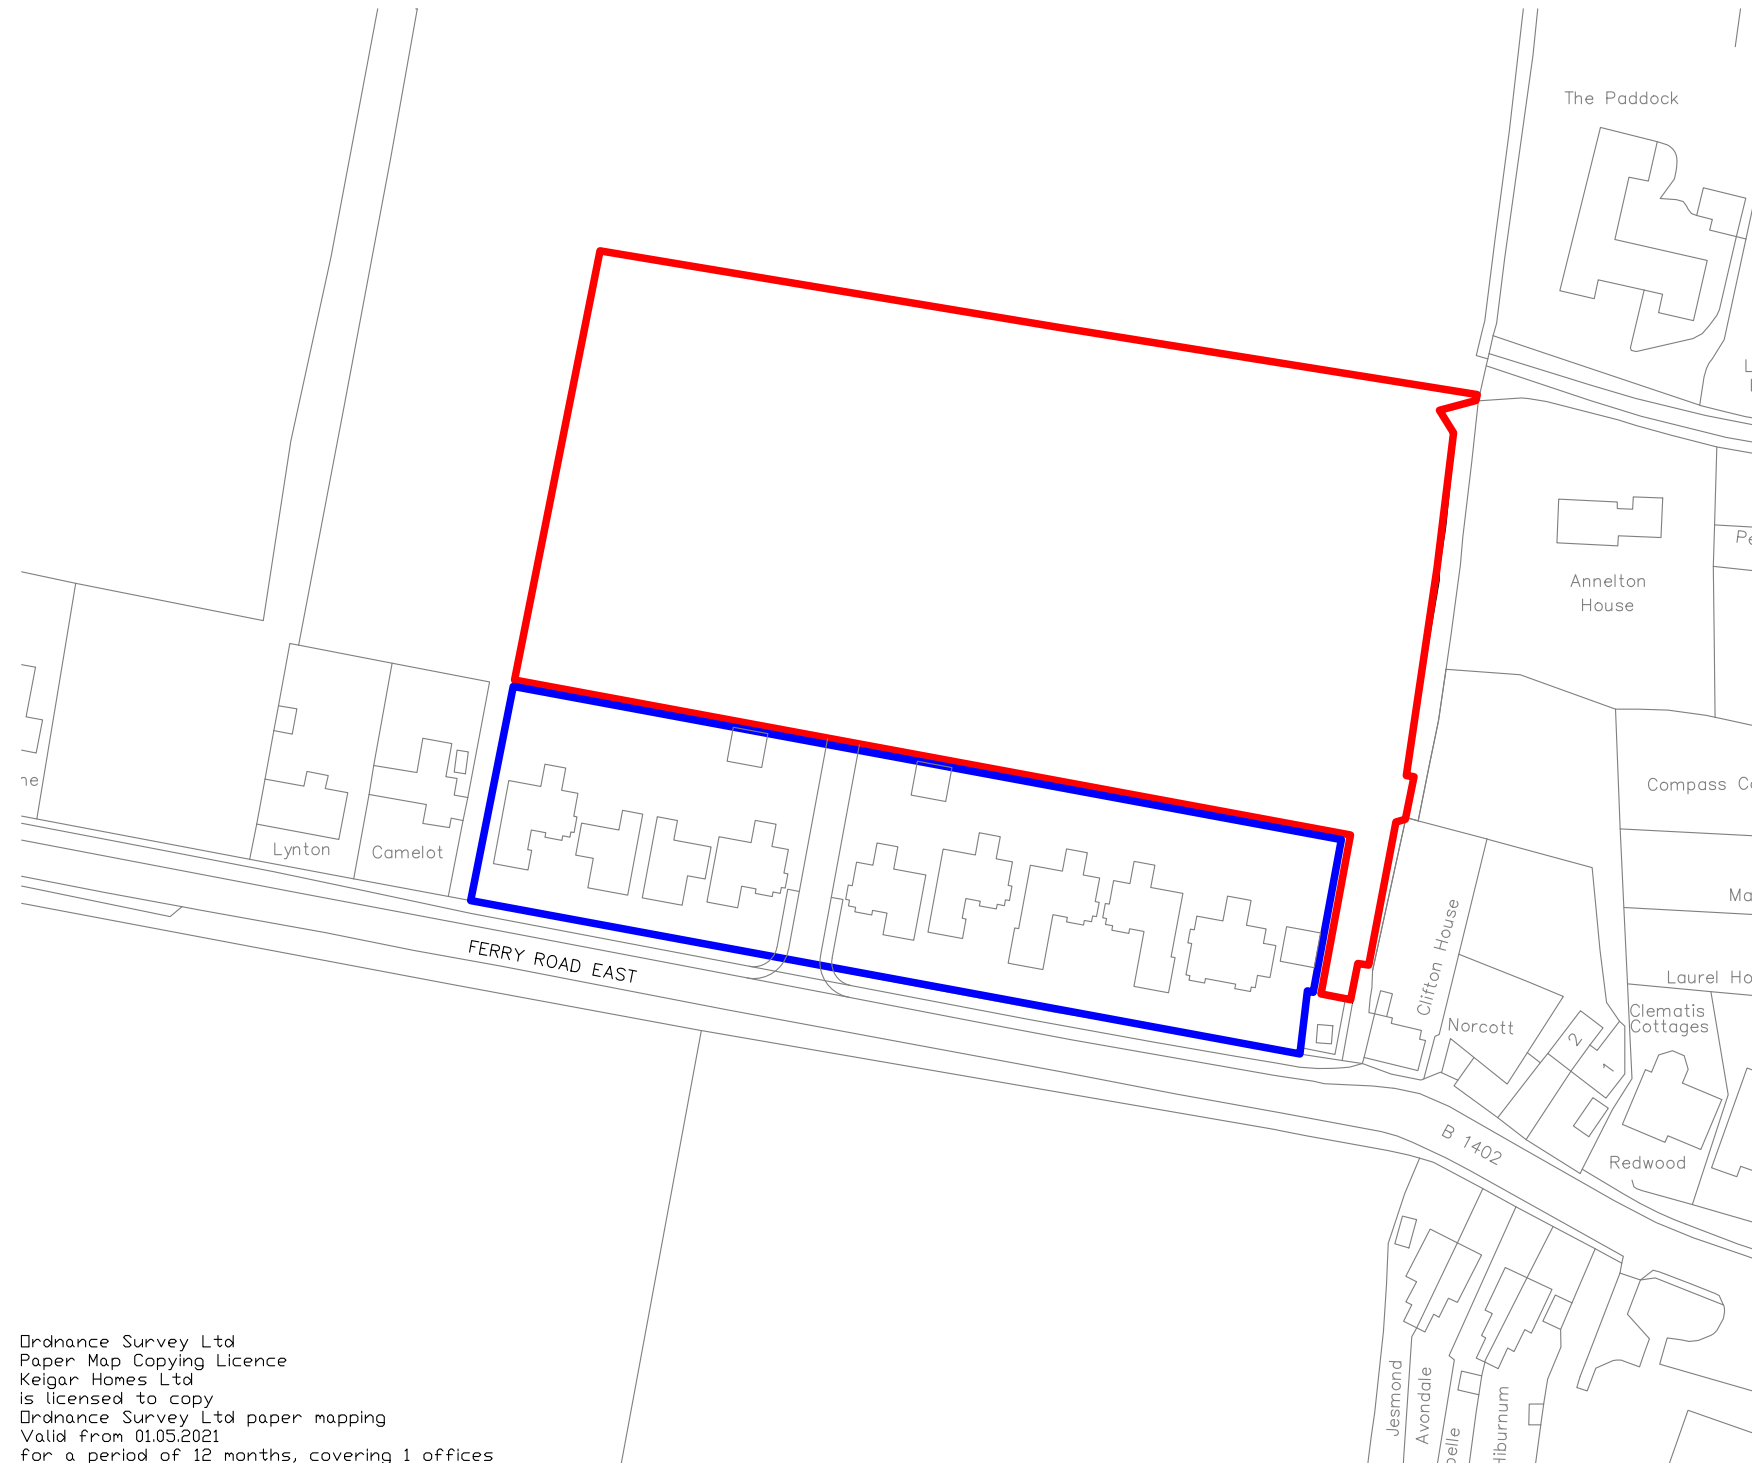 The Paddock
Annelton
House
Compass
Laurel
Clematis
Cottages
Clifton House
Norcott
2
1
Redwood
Lynton
Camelot
FERRY ROAD EAST
B 1402
Jesmond
Avondale
Ordnance Survey Ltd
Paper Map Copying Licence
Keigar Homes Ltd
is licensed to copy
Ordnance Survey Ltd paper mapping
Valid from 01.05.2021
for a period of 12 months, covering 1 offices